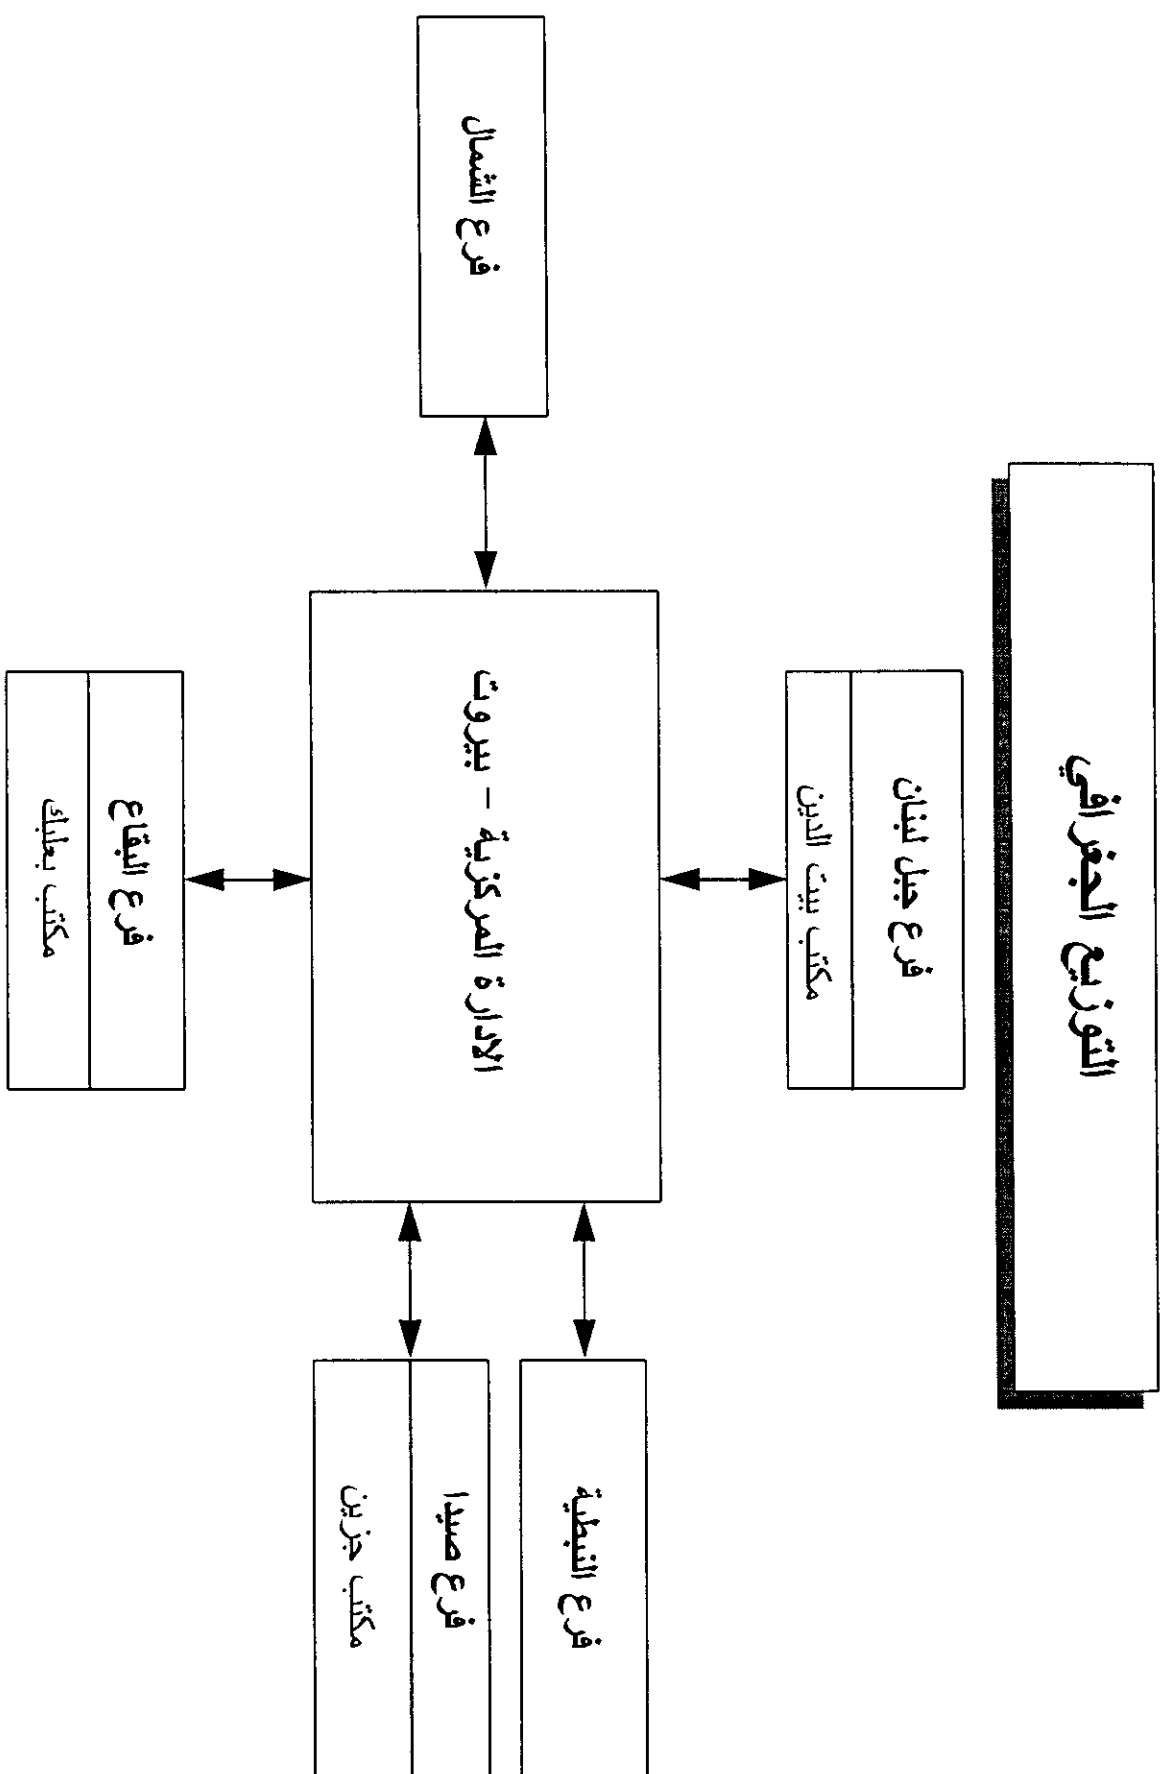 التوزيع الجغرافي
فرع جبل لبنان
مكتب بيت الدين
فرع النبطية
فرع صيدا
مكتب جزين
الادارة المركزية - بيروت
فرع الشمال
فرع البقاع
مكتب بعلبك